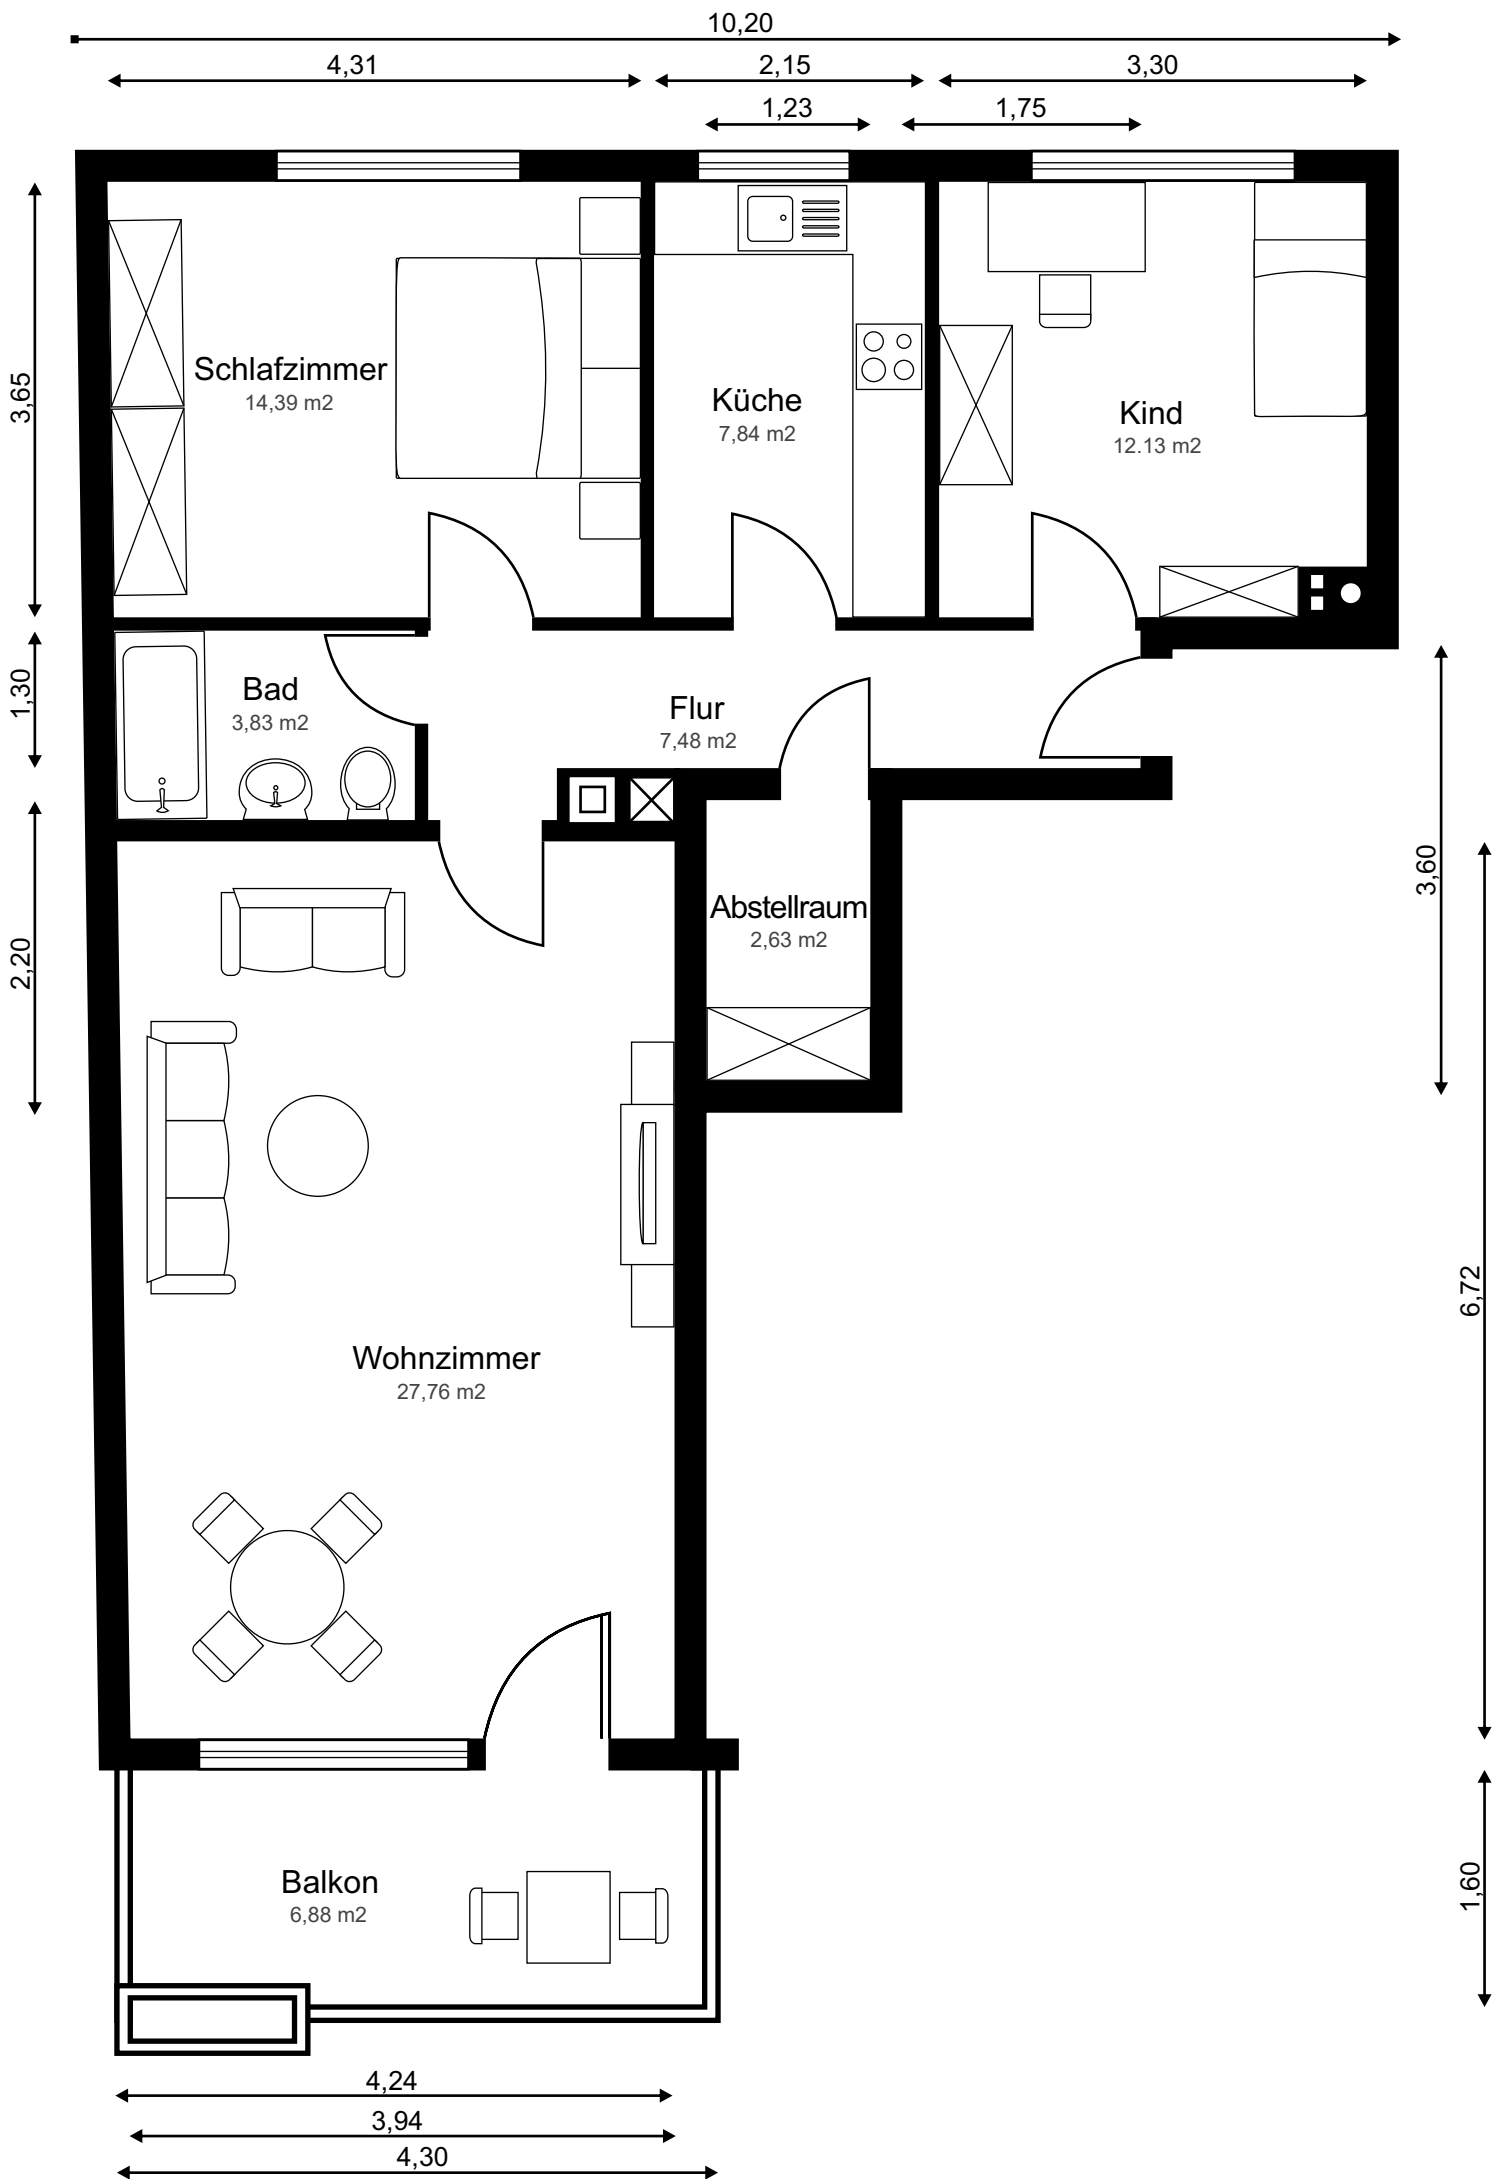 10,20
4,31
2,15
3,30
1,23
1,75
3,65
Schlafzimmer
14,39 m2
Küche
7,84 m2
Kind
12.13 m2
1,30
Bad
3,83 m2
Flur
7,48 m2
2,20
Abstellraum
2,63 m2
3,60
6,72
Wohnzimmer
27,76 m2
Balkon
6,88 m2
1,60
4,24
3,94
4,30